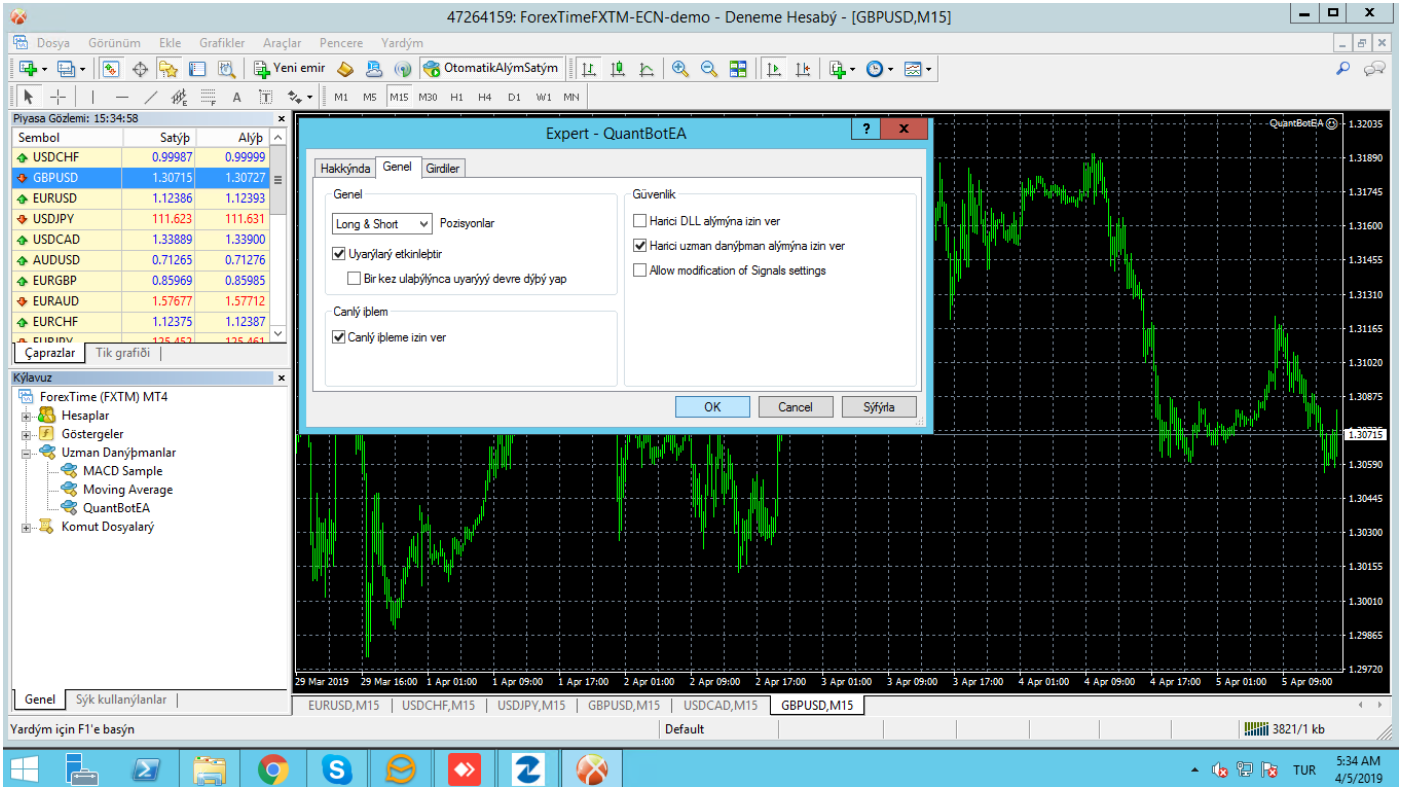 47264159: ForexTimeFXTM-ECN-demo - Deneme Hesabý - [GBPUSD,M15]
Dosya Görünüm Ekle Grafikler Araçlar Pencere Yardým
Yeni emir OtomatikAlýmSatým
A T M1 M5 M15 M30 H1 H4 D1 W1 MN
Piyasa Gözlemi: 15:34:58
Sembol Satýþ Alýþ
USDCHF 0.99987 0.99999
GBPUSD 1.30715 1.30727
EURUSD 1.12386 1.12393
USDJPY 111.623 111.631
USDCAD 1.33889 1.33900
AUDUSD 0.71265 0.71276
EURGBP 0.85969 0.85985
EURAUD 1.57677 1.57712
EURCHF 1.12375 1.12387
EURJPY 125.452 125.461
Çaprazlar Tik grafiði
Kýlavuz
ForexTime (FXTM) MT4
Hesaplar
Göstergeler
Uzman Danýþmanlar
MACD Sample
Moving Average
QuantBotEA
Komut Dosyalarý
Genel Sýk kullanýlanlar
Expert - QuantBotEA
Hakkýnda Genel Girdiler
Genel
Long & Short Pozisyonlar
Uyarýlarý etkinleþtir
Bir kez ulaþýlýnca uyarýyý devre dýþý yap
Canlý iþlem
Canlý iþleme izin ver
Güvenlik
Harici DLL alýmýna izin ver
Harici uzman danýþman alýmýna izin ver
Allow modification of Signals settings
OK Cancel Sýfýrla
QuantBotEA
1.32035
1.31890
1.31745
1.31600
1.31455
1.31310
1.31165
1.31020
1.30875
1.30715
1.30590
1.30445
1.30300
1.30155
1.30010
1.29865
1.29720
29 Mar 2019 29 Mar 16:00 1 Apr 01:00 1 Apr 09:00 1 Apr 17:00 2 Apr 01:00 2 Apr 09:00 2 Apr 17:00 3 Apr 01:00 3 Apr 09:00 3 Apr 17:00 4 Apr 01:00 4 Apr 09:00 4 Apr 17:00 5 Apr 01:00 5 Apr 09:00
EURUSD,M15 USDCHF,M15 USDJPY,M15 GBPUSD,M15 USDCAD,M15 GBPUSD,M15
Yardým için F1'e basýn Default 3821/1 kb
TUR
5:34 AM
4/5/2019